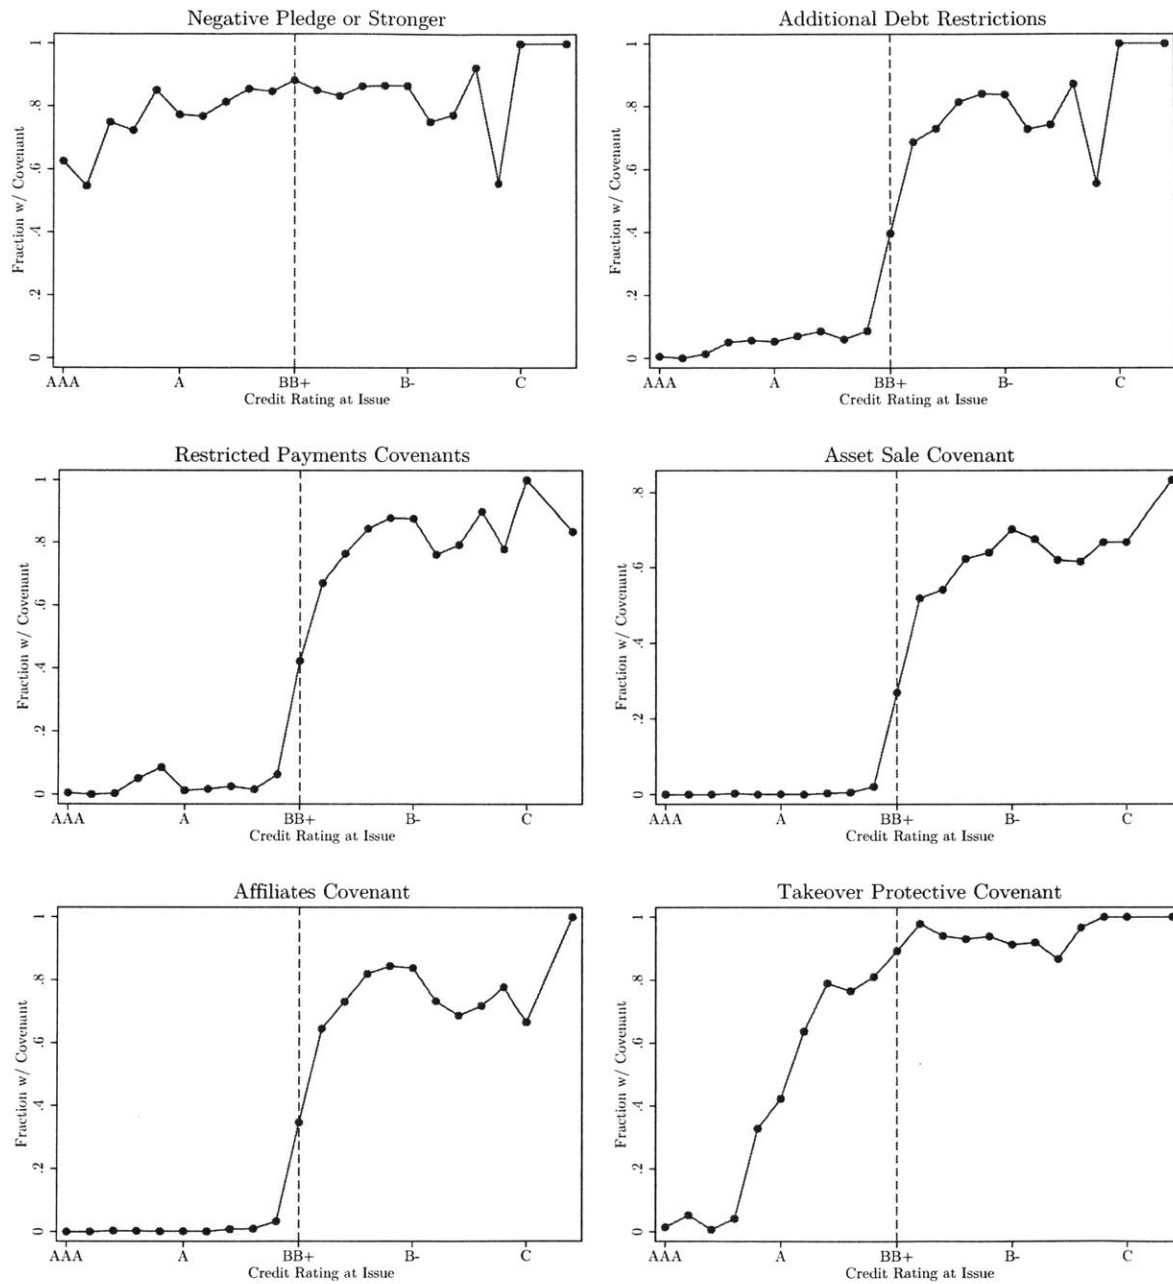 Negative Pledge or Stronger
Fraction w/ Covenant
1
.8
.6
.4
.2
0
AAA A BB+ B- C
Credit Rating at Issue
Additional Debt Restrictions
Fraction w/ Covenant
1
.8
.6
.4
.2
0
AAA A BB+ B- C
Credit Rating at Issue
Restricted Payments Covenants
Fraction w/ Covenant
1
.8
.6
.4
.2
0
AAA A BB+ B- C
Credit Rating at Issue
Asset Sale Covenant
Fraction w/ Covenant
.8
.6
.4
.2
0
AAA A BB+ B- C
Credit Rating at Issue
Affiliates Covenant
Fraction w/ Covenant
1
.8
.6
.4
.2
0
AAA A BB+ B- C
Credit Rating at Issue
Takeover Protective Covenant
Fraction w/ Covenant
1
.8
.6
.4
.2
0
AAA A BB+ B- C
Credit Rating at Issue